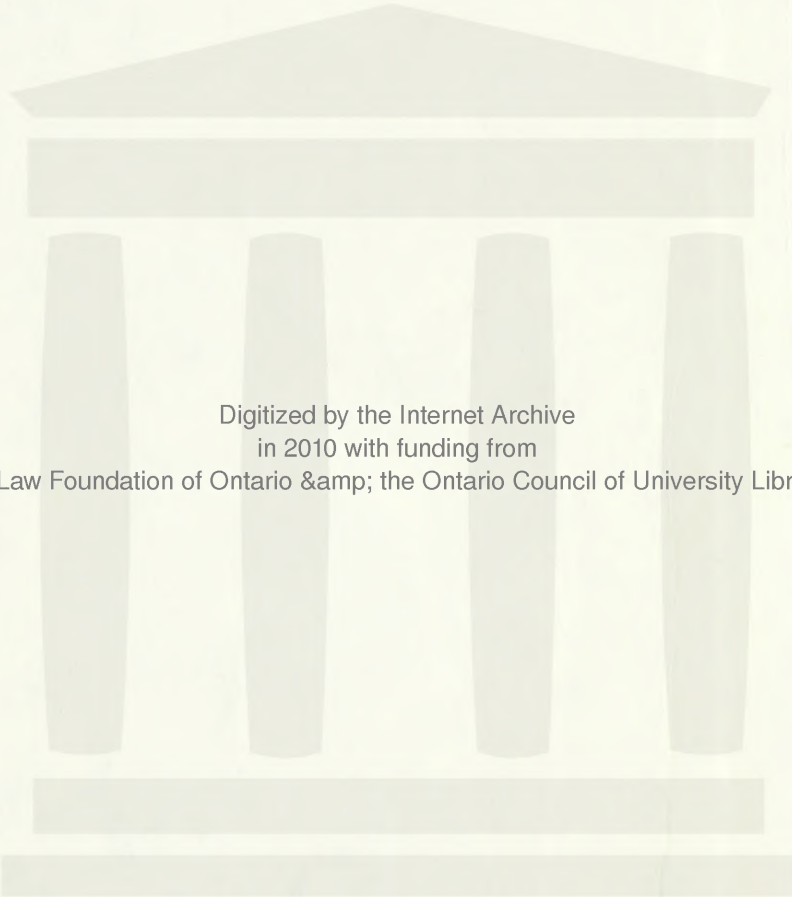 Digitized by the Internet Archive
in 2010 with funding from
Law Foundation of Ontario &amp; the Ontario Council of University Libr